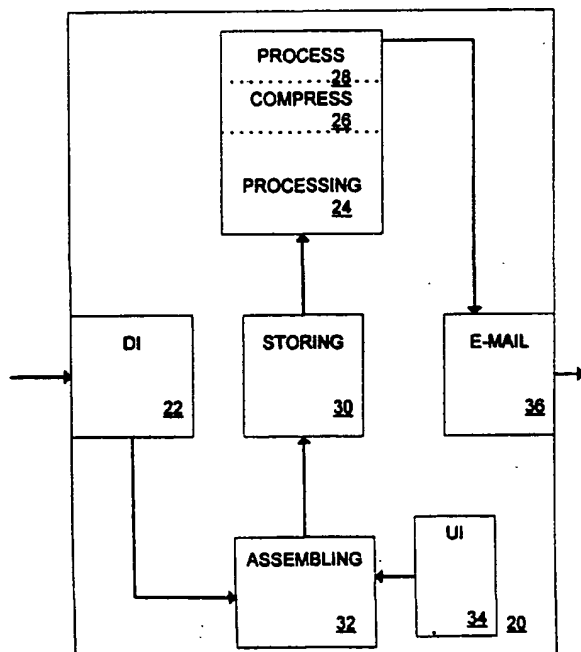 PROCESS
28
COMPRESS
26
PROCESSING
24
DI
22
STORING
30
E-MAIL
36
ASSEMBLING
32
UI
34
20